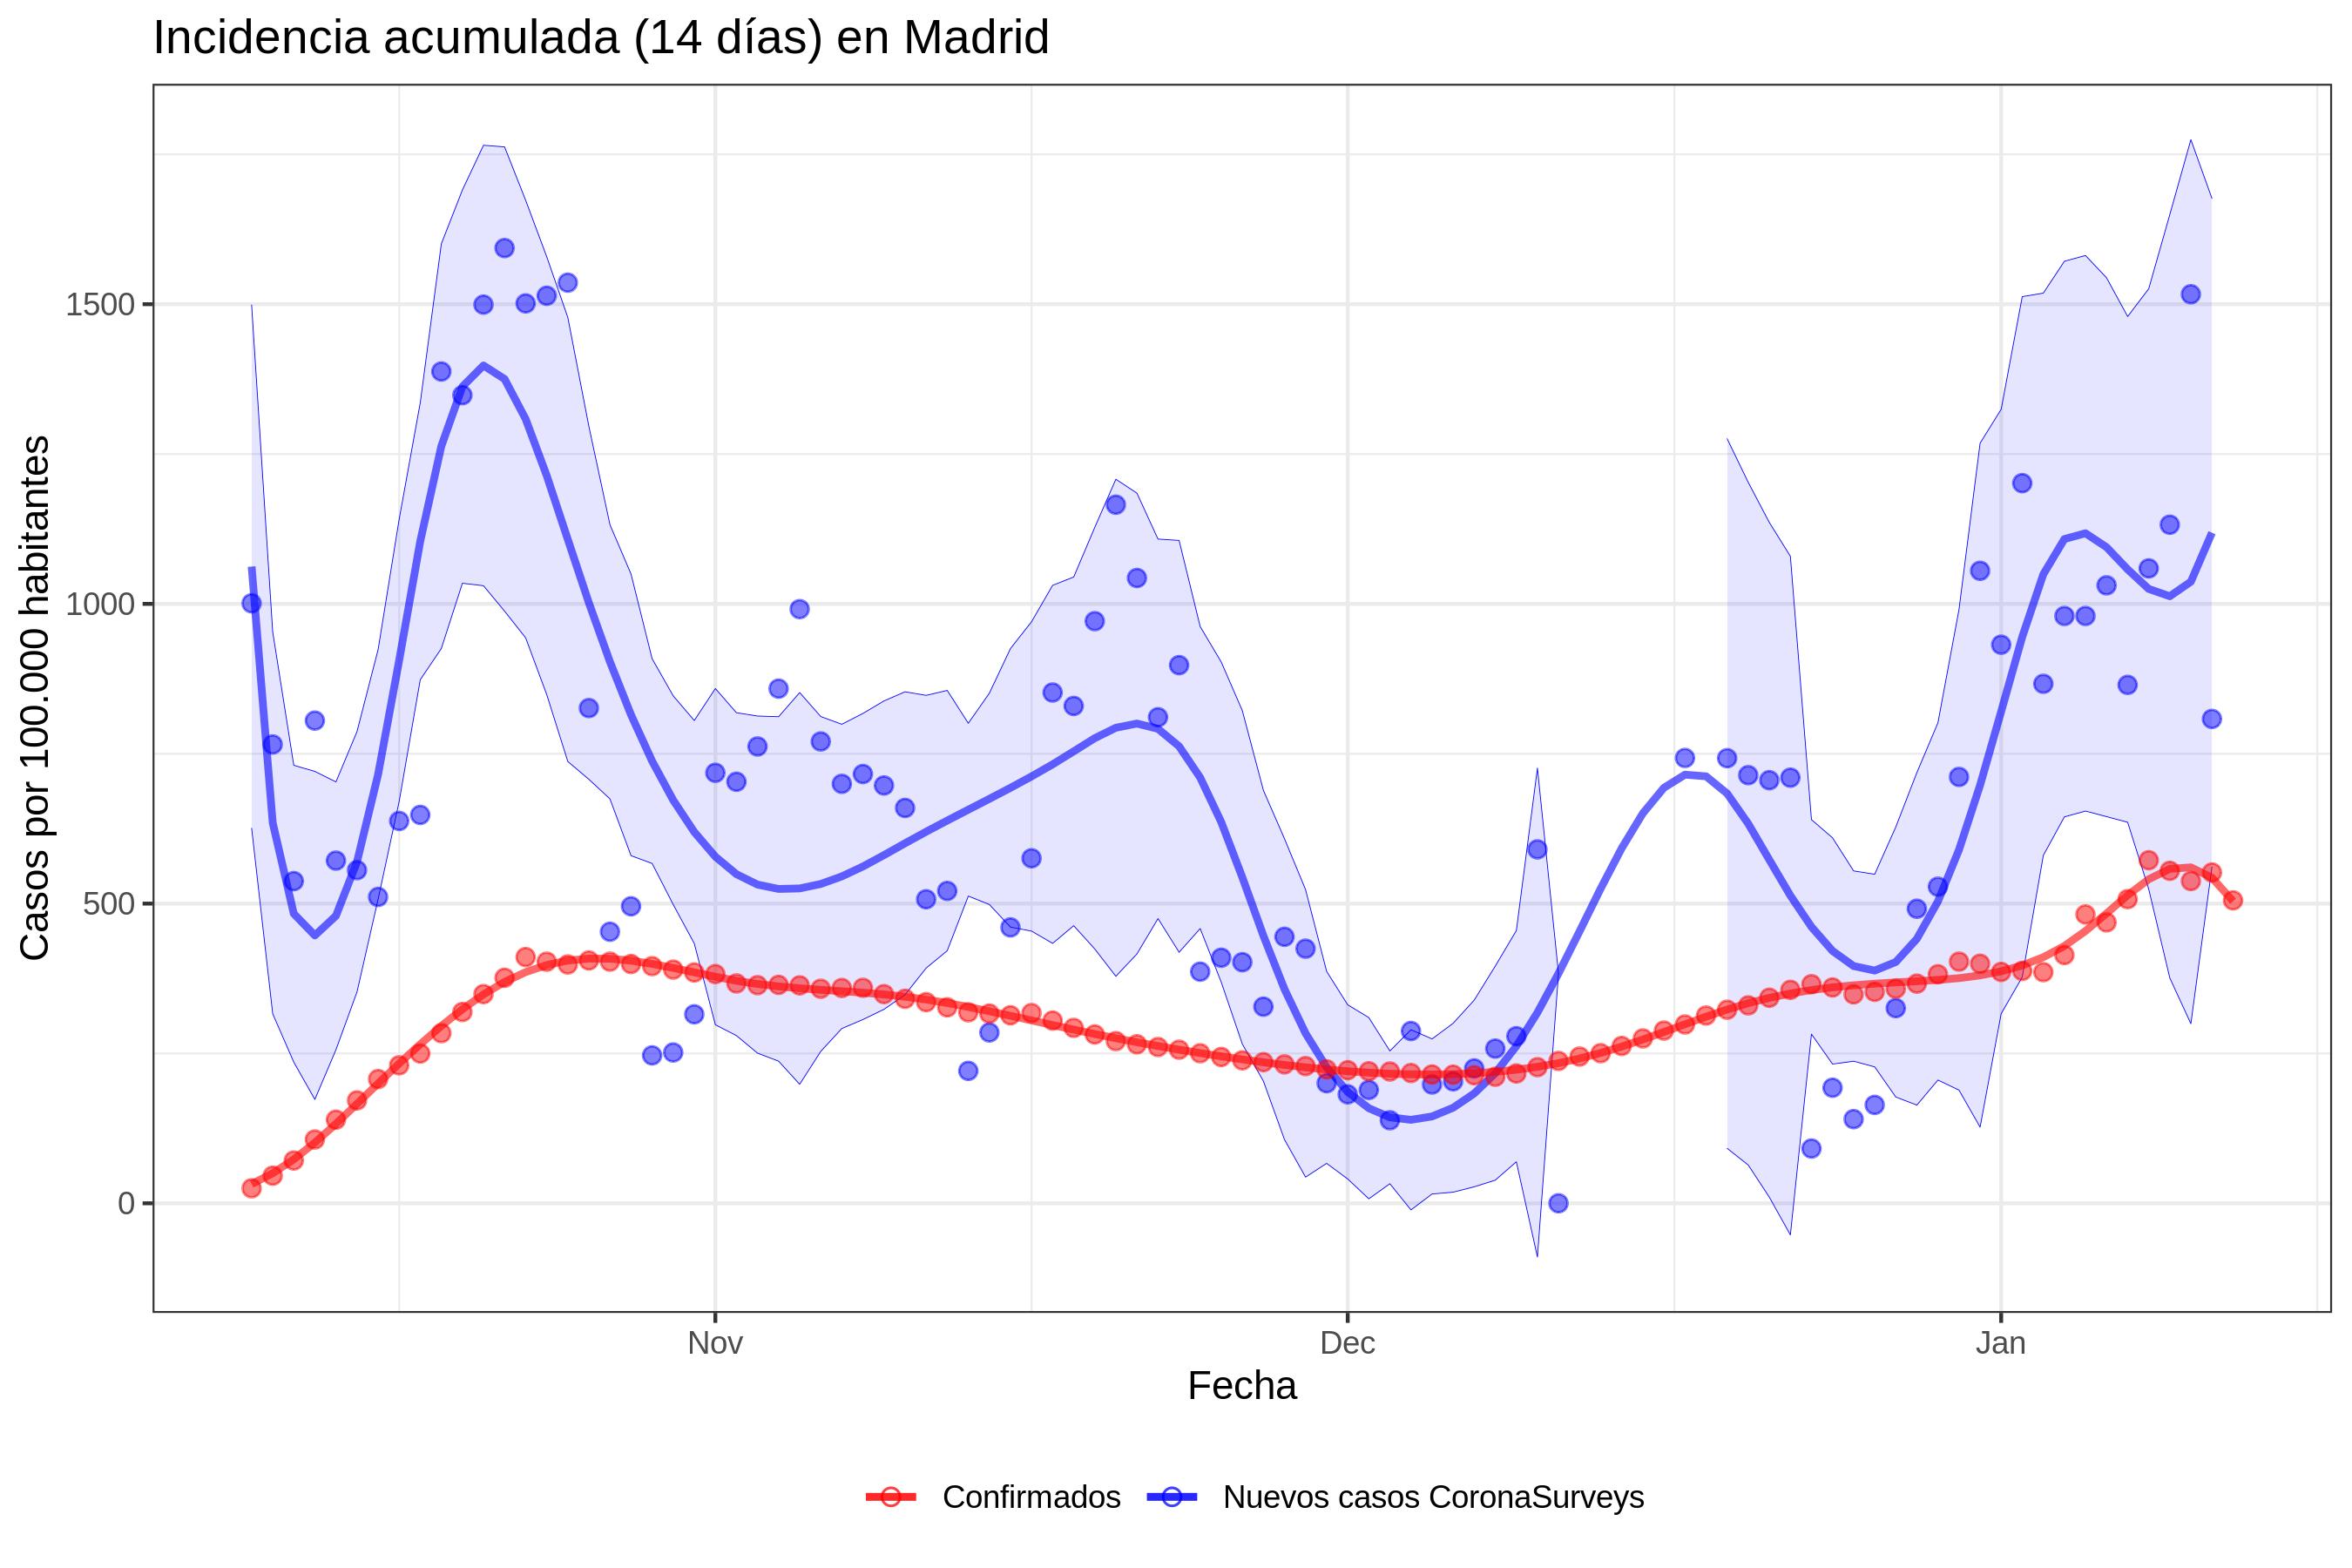 Incidencia acumulada (14 días) en Madrid
Casos por 100.000 habitantes
1500
1000
500
0
Nov
Dec
Jan
Fecha
Confirmados
Nuevos casos CoronaSurveys